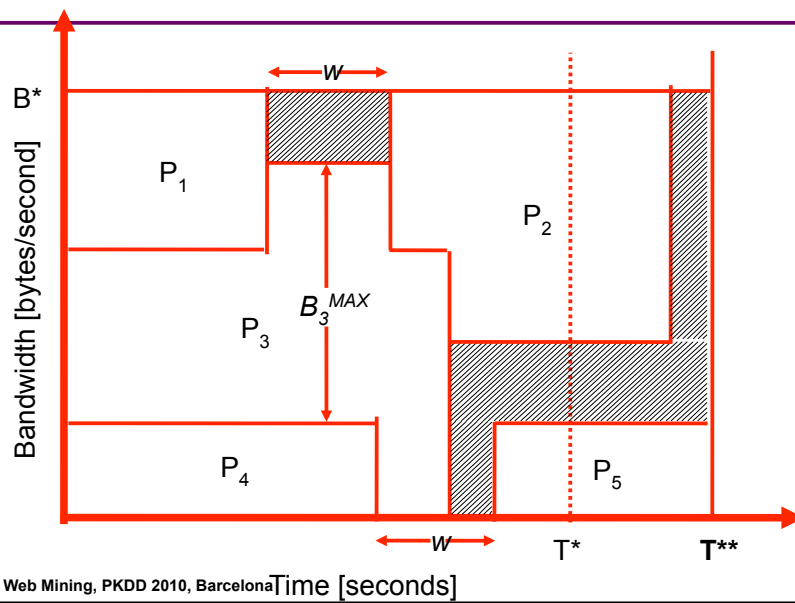 w
B*
P1
P2
B3MAX
P3
P4
P5
w
T*
T**
Bandwidth [bytes/second]
Web Mining, PKDD 2010, Barcelona
Time [seconds]